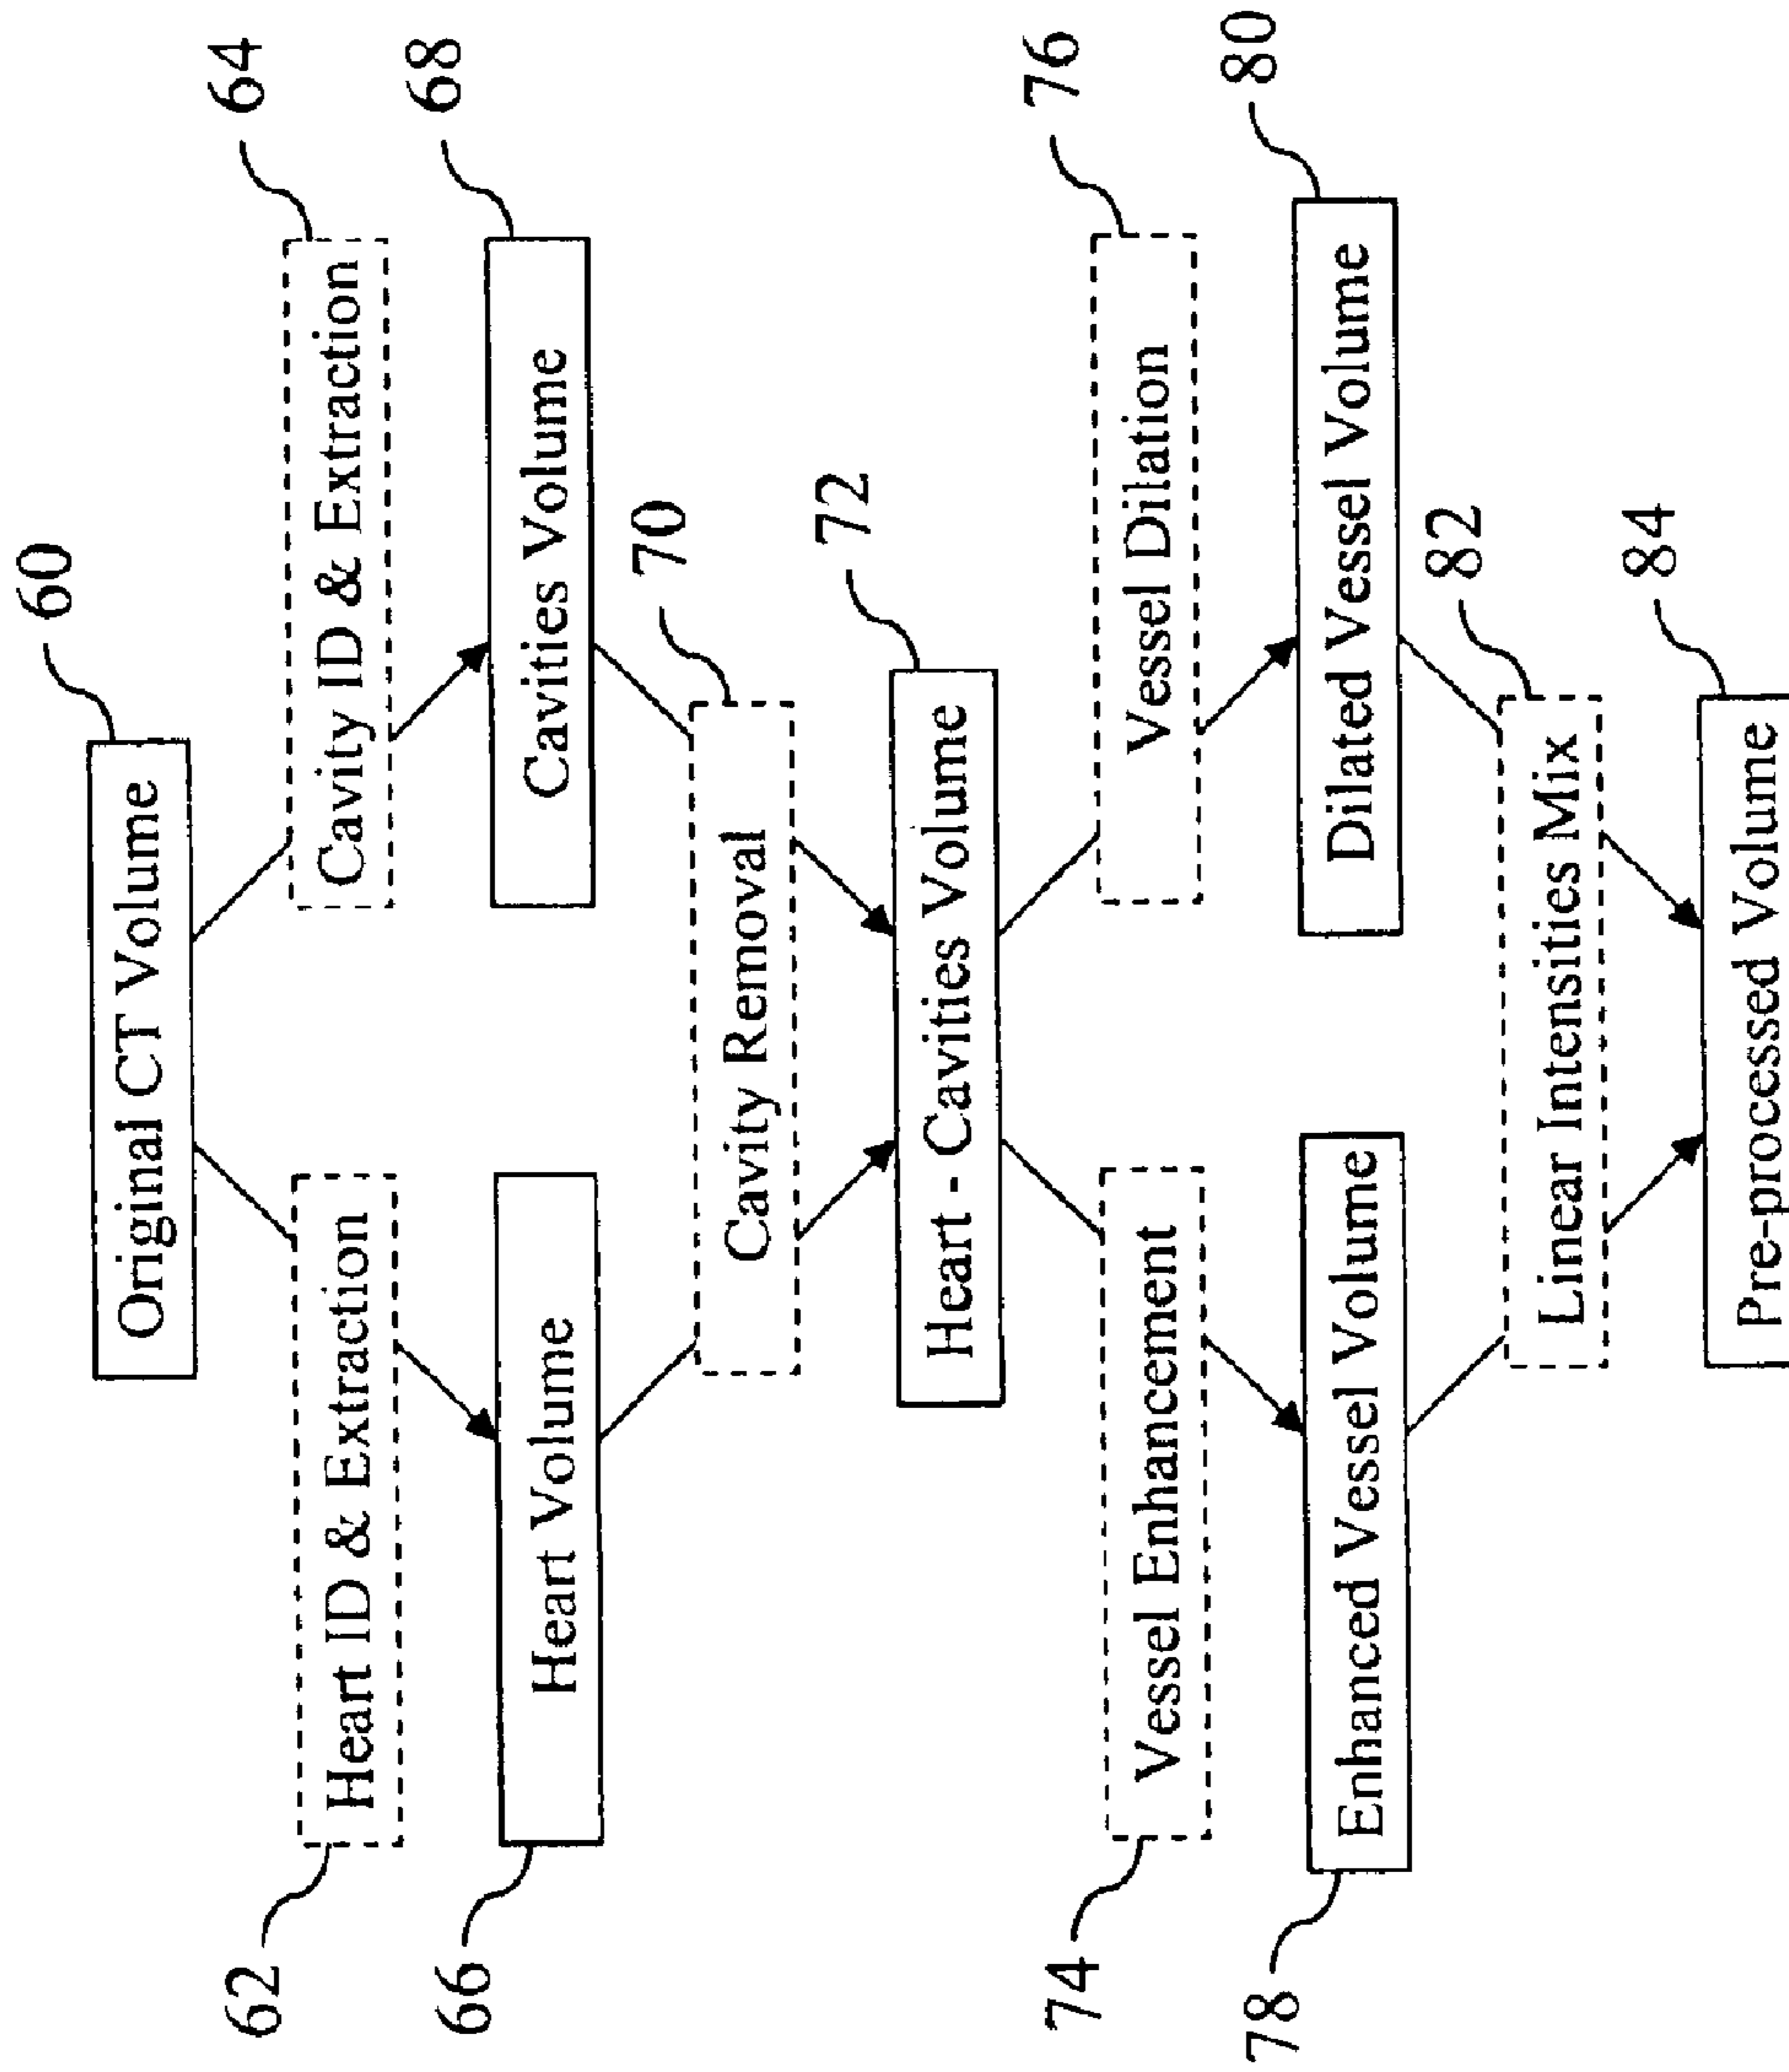 60
Original CT Volume
64
Cavity ID & Extraction
62
Heart ID & Extraction
68
Cavities Volume
66
Heart Volume
70
Cavity Removal
72
Heart - Cavities Volume
76
Vessel Dilation
74
Vessel Enhancement
80
Dilated Vessel Volume
78
Enhanced Vessel Volume
82
Linear Intensities Mix
84
Pre-processed Volume